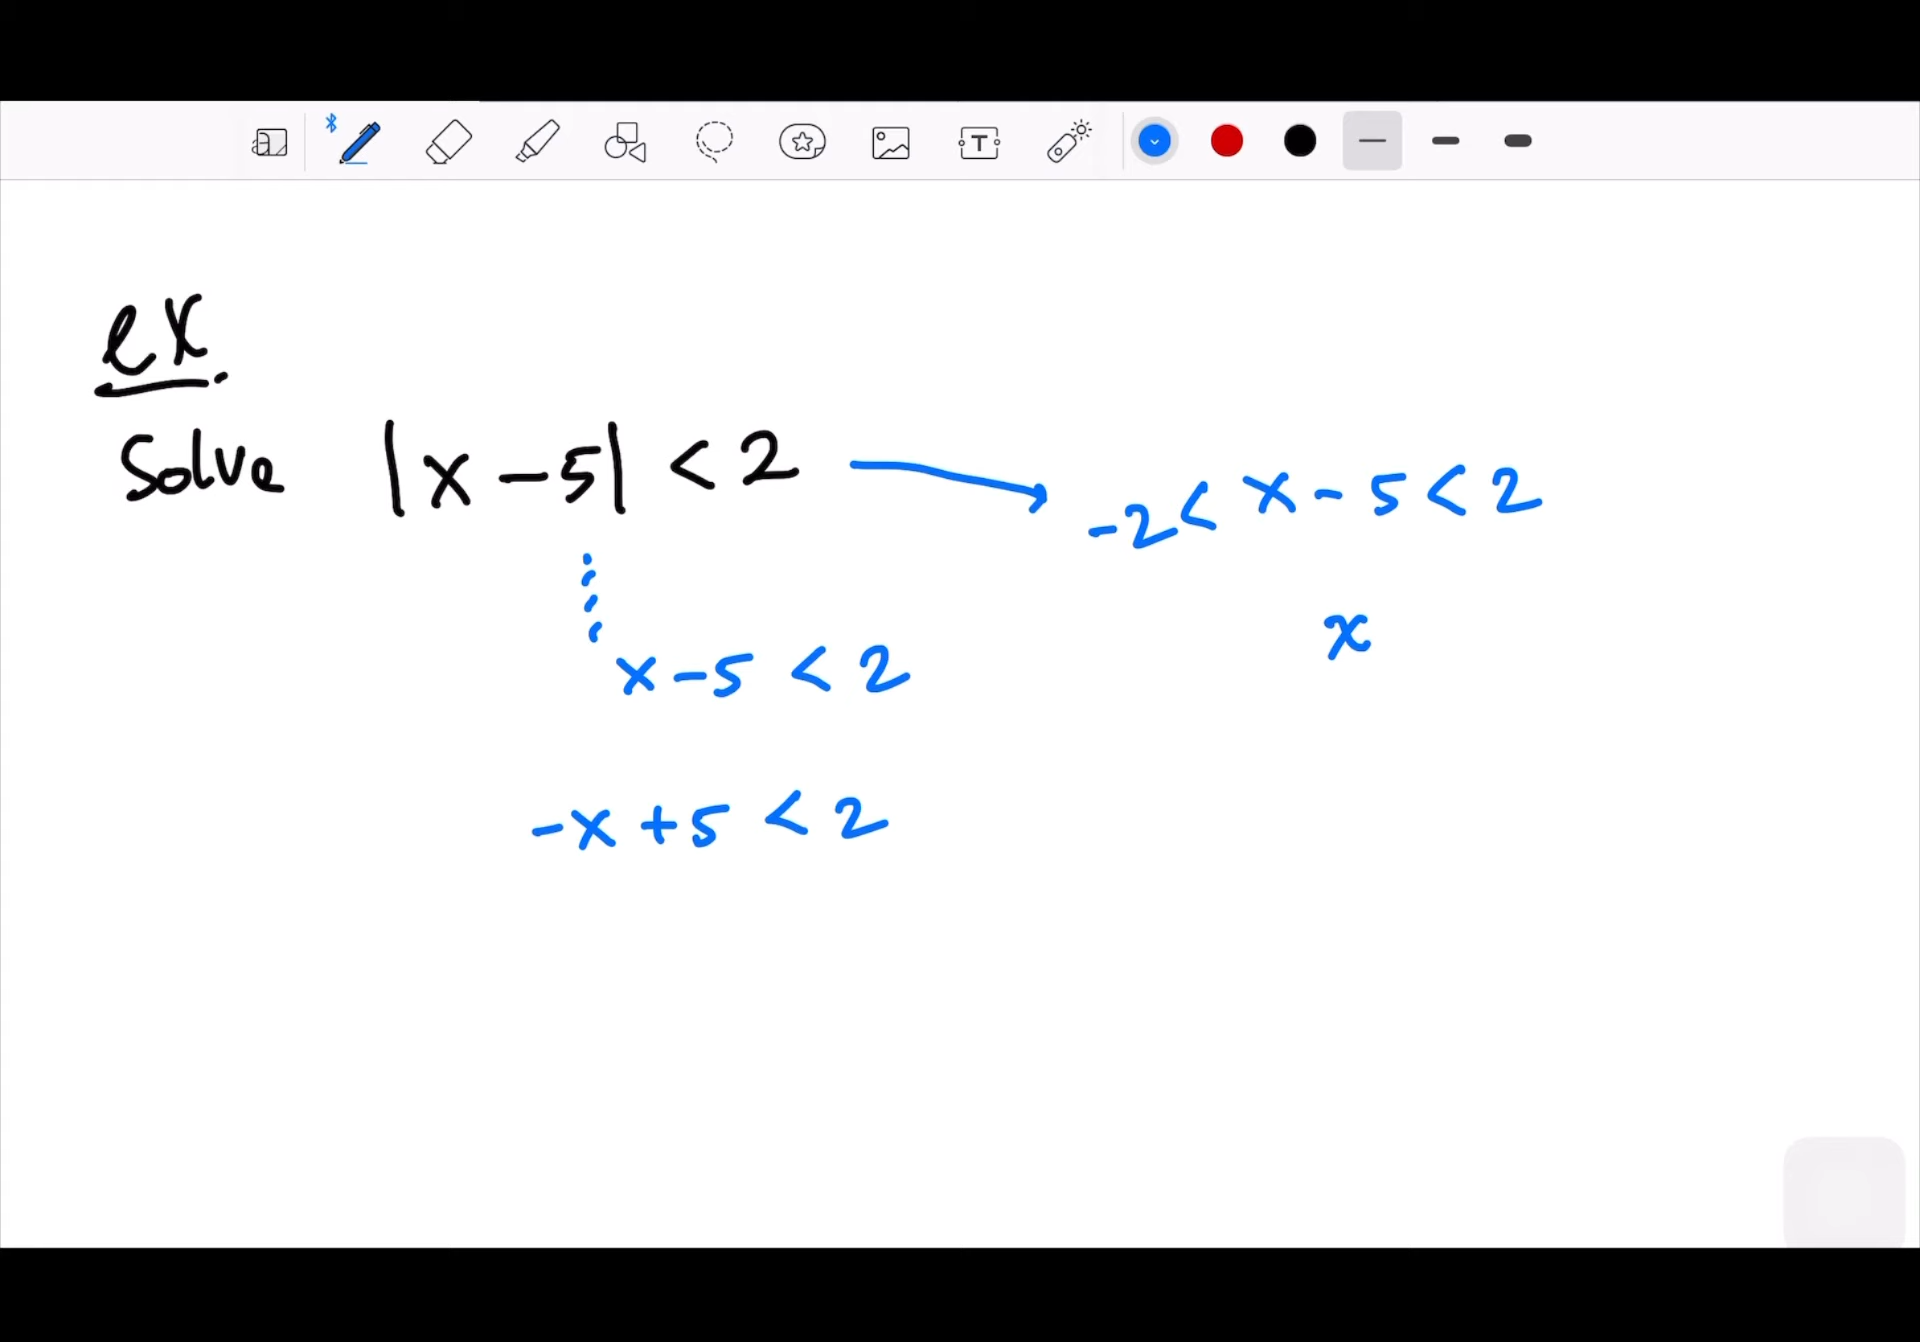 ex.
Solve |x - 5| < 2
-2 < x - 5 < 2
x
x - 5 < 2
-x + 5 < 2
T